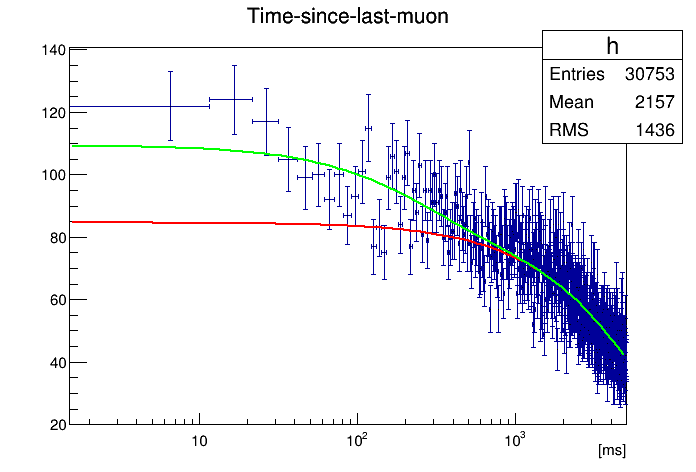 Time-since-last-muon
h
Entries 30753
Mean 2157
RMS 1436
140
120
100
80
60
40
20
10
10²
10³
[ms]